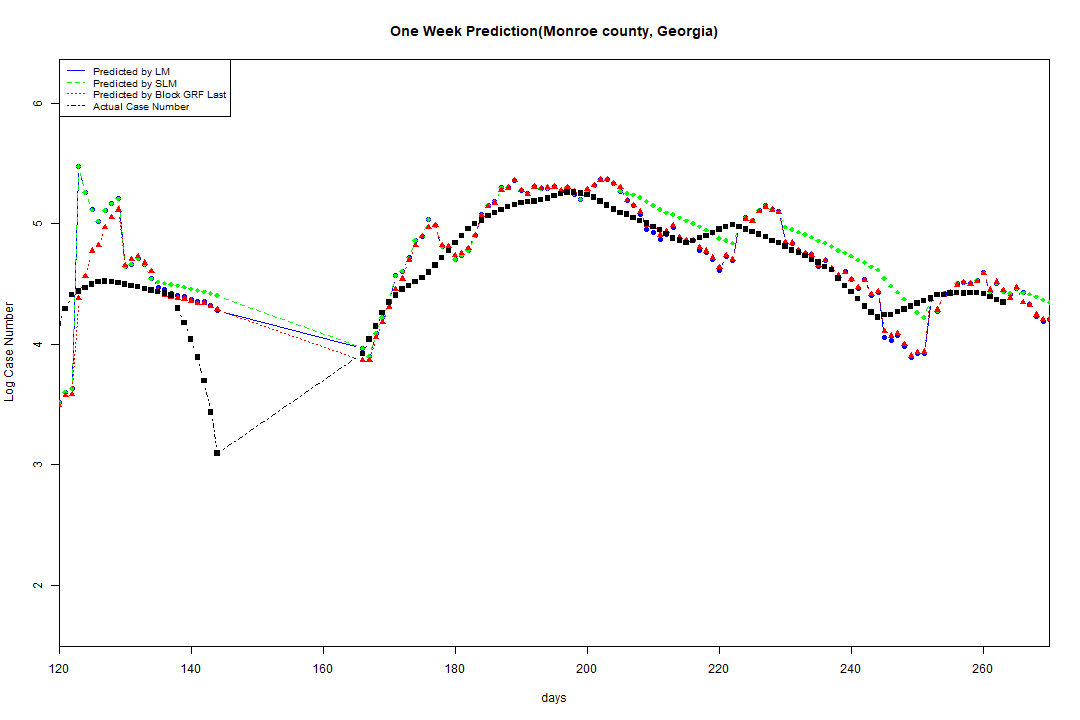 One Week Prediction(Monroe county, Georgia)
Predicted by LM
Predicted by SLM
Predicted by Block GRF Last
Actual Case Number
Log Case Number
6
5
4
3
2
120 140 160 180 200 220 240 260
days